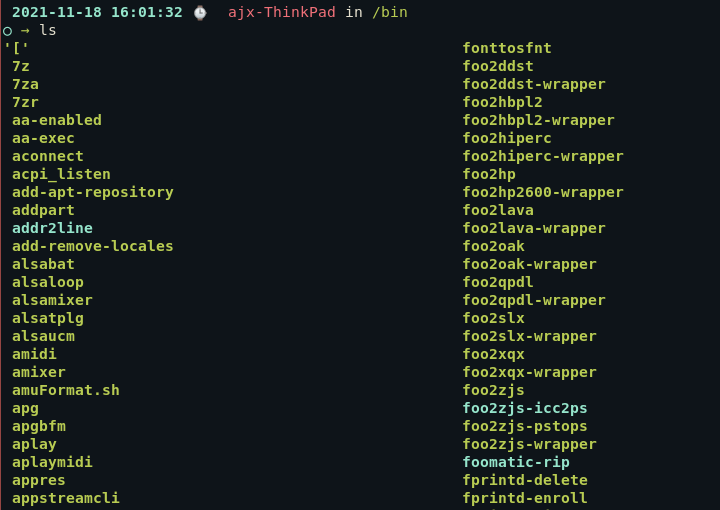 2021-11-18 16:01:32 ⌚ ajx-ThinkPad in /bin
○ → ls
'[' fonttosfnt
7z foo2ddst
7za foo2ddst-wrapper
7zr foo2hbpl2
aa-enabled foo2hbpl2-wrapper
aa-exec foo2hiperc
aconnect foo2hiperc-wrapper
acpi_listen foo2hp
add-apt-repository foo2hp2600-wrapper
addpart foo2lava
addr2line foo2lava-wrapper
add-remove-locales foo2oak
alsabat foo2oak-wrapper
alsaloop foo2qpdl
alsamixer foo2qpdl-wrapper
alsatplg foo2slx
alsaucm foo2slx-wrapper
amidi foo2xqx
amixer foo2xqx-wrapper
amuFormat.sh foo2zjs
apg foo2zjs-icc2ps
apgbfm foo2zjs-pstops
aplay foo2zjs-wrapper
aplaymidi foomatic-rip
appres fprintd-delete
appstreamcli fprintd-enroll